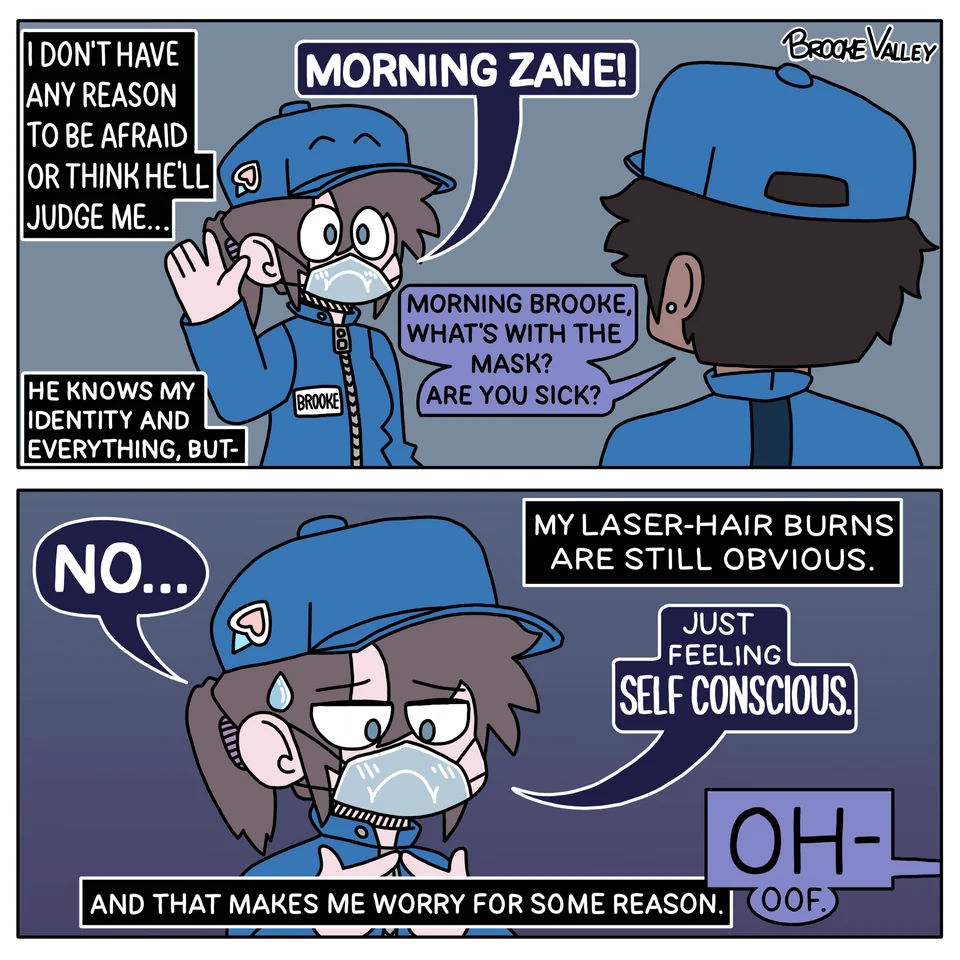 BROOKE VALLEY
I DON'T HAVE
ANY REASON
TO BE AFRAID
OR THINK HE'LL
JUDGE ME...
MORNING ZANE!
MORNING BROOKE,
WHAT'S WITH THE
MASK?
ARE YOU SICK?
BROOKE
HE KNOWS MY
IDENTITY AND
EVERYTHING, BUT-
NO...
MY LASER-HAIR BURNS
ARE STILL OBVIOUS.
JUST
FEELING
SELF CONSCIOUS.
OH-
OOF.
AND THAT MAKES ME WORRY FOR SOME REASON.